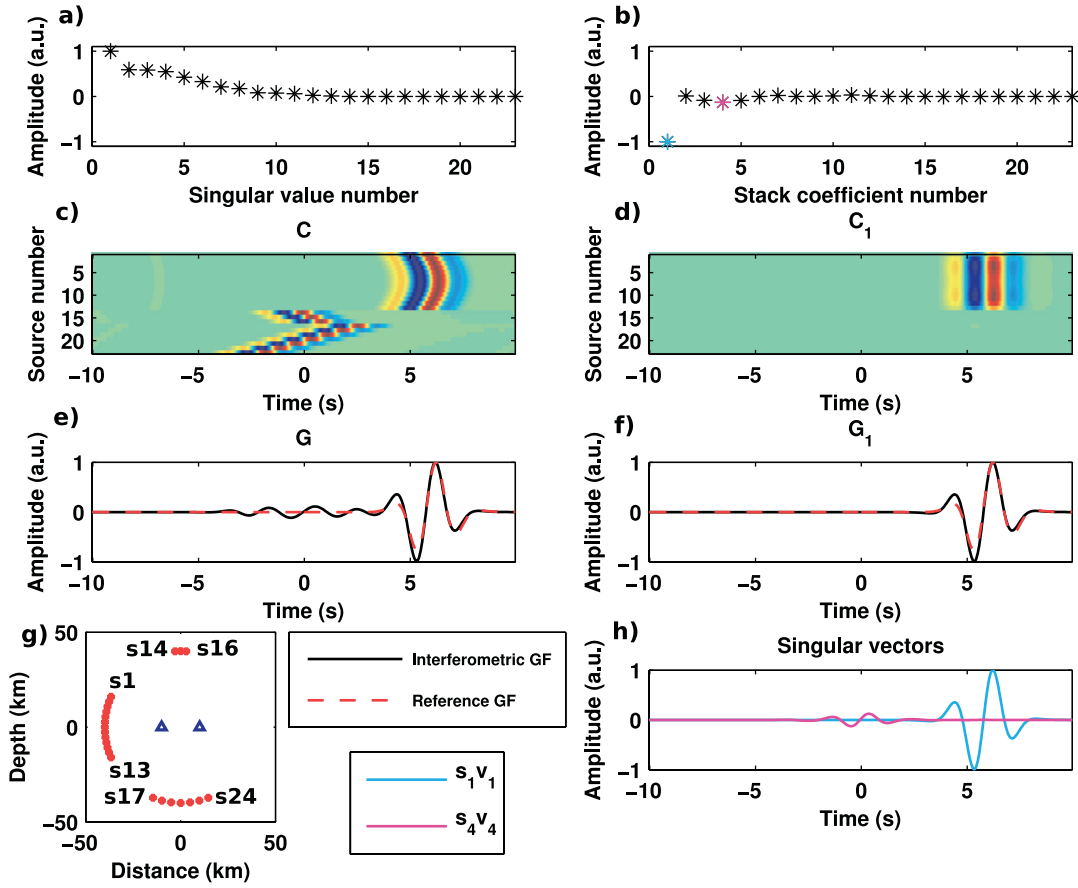 a)
Amplitude (a.u.)
1
0
−1
0 5 10 15 20
Singular value number
b)
Amplitude (a.u.)
1
0
−1
0 5 10 15 20
Stack coefficient number
c)
C
Source number
5
10
15
20
−10 −5 0 5
Time (s)
d)
C1
Source number
5
10
15
20
−10 −5 0 5
Time (s)
e)
G
Amplitude (a.u.)
1
0
−1
−10 −5 0 5
Time (s)
f)
G1
Amplitude (a.u.)
1
0
−1
−10 −5 0 5
Time (s)
g)
Depth (km)
50
0
−50
s14 s16
s1
s13
s17 s24
−50 0 50
Distance (km)
Interferometric GF
Reference GF
s1v1
s4v4
h)
Singular vectors
Amplitude (a.u.)
1
0
−1
−10 −5 0 5
Time (s)